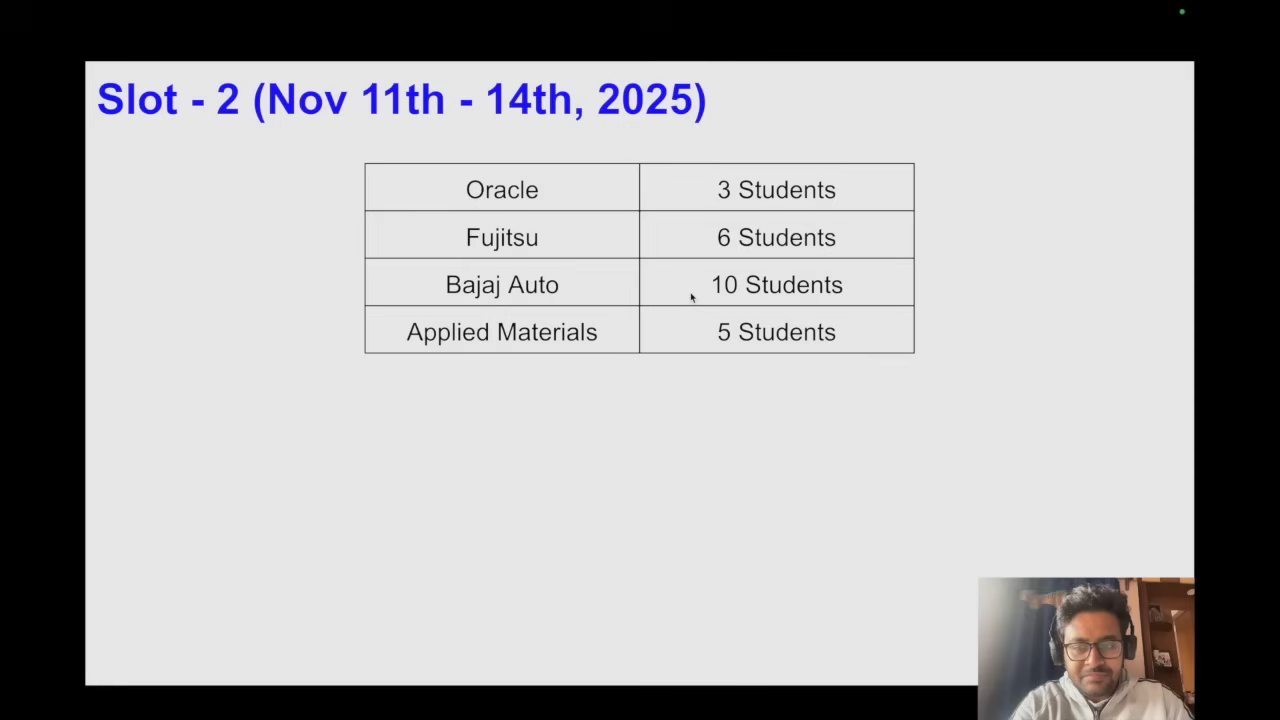 Slot - 2 (Nov 11th - 14th, 2025)
Oracle 3 Students
Fujitsu 6 Students
Bajaj Auto 10 Students
Applied Materials 5 Students